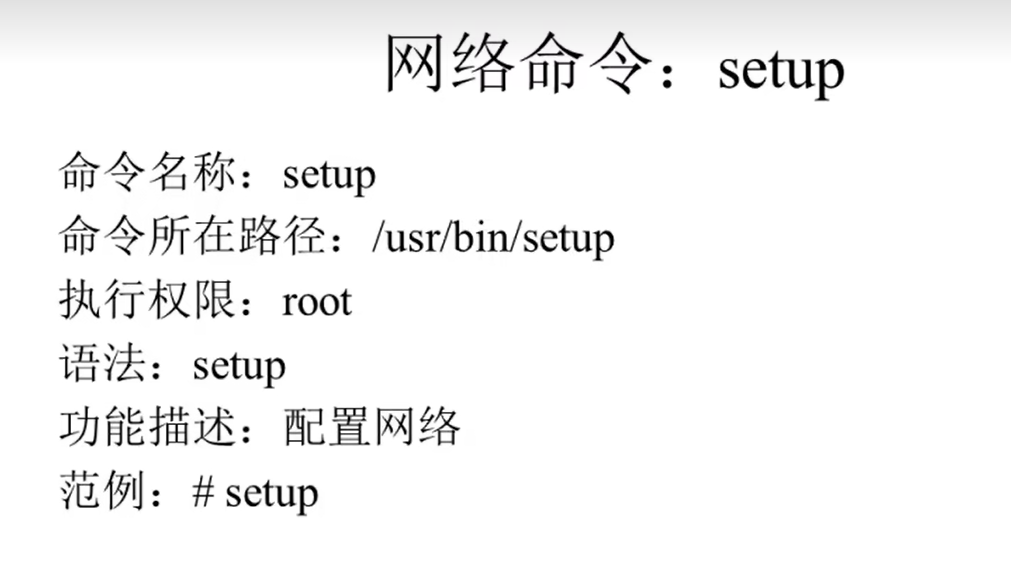 网络命令：setup
命令名称：setup
命令所在路径：/usr/bin/setup
执行权限：root
语法：setup
功能描述：配置网络
范例：# setup